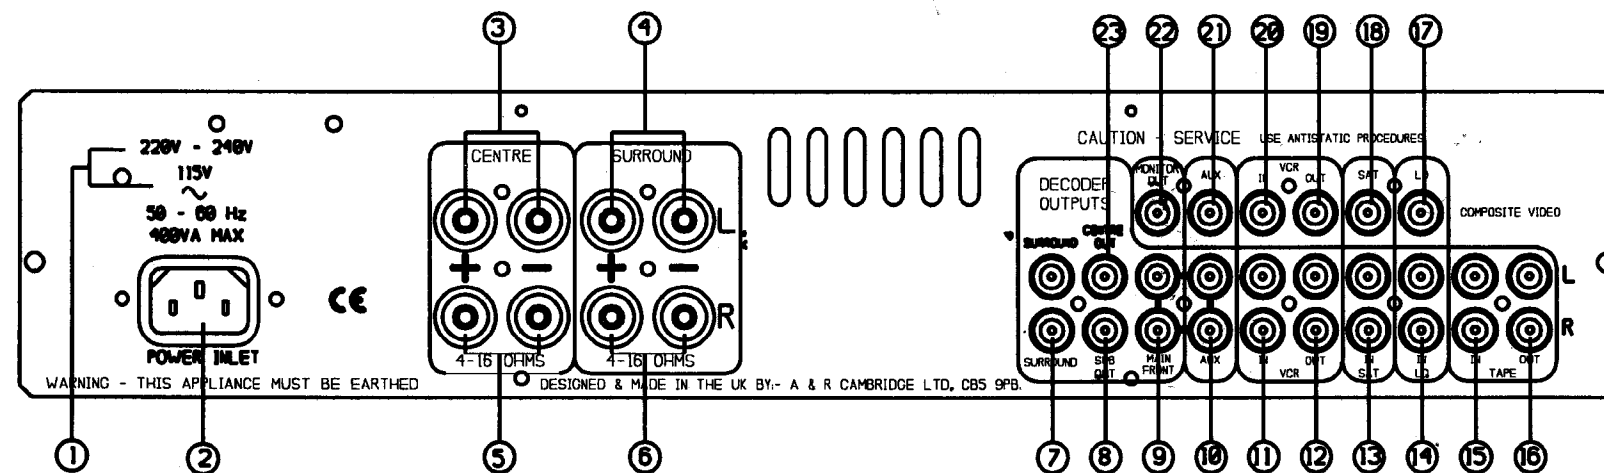 3 4 23 22 21 20 19 18 17
220V - 240V
115V
50 - 60 Hz
400VA MAX
CE
POWER INLET
WARNING - THIS APPLIANCE MUST BE EARTHED
CENTRE
SURROUND
L
+ - + -
R
4-16 OHMS
4-16 OHMS
DESIGNED & MADE IN THE UK BY:- A & R CAMBRIDGE LTD, CB5 9PB.
CAUTION - SERVICE USE ANTISTATIC PROCEDURES
DECODER
OUTPUTS
MONITOR
OUT
AUX
VCR
IN OUT
SAT
LD
COMPOSITE VIDEO
SURROUND
CENTRE
OUT
L
R
SURROUND
SUB
OUT
MAIN
FRONT
AUX
IN OUT
VCR
IN
SAT
IN
LD
IN OUT
TAPE
1 2 5 6 7 8 9 10 11 12 13 14 15 16